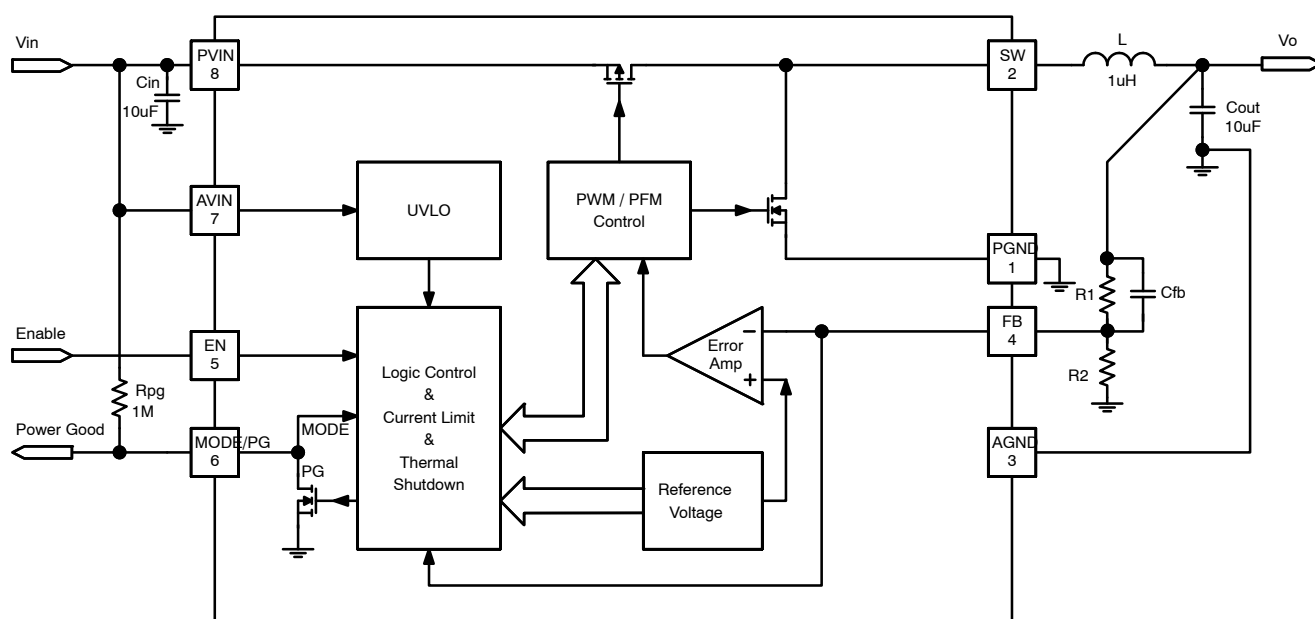 Vin
PVIN
8
Cin
10uF
SW
2
L
1uH
Vo
Cout
10uF
AVIN
7
UVLO
PWM / PFM
Control
PGND
1
R1
Cfb
FB
4
R2
Enable
EN
5
Error
Amp
−
+
Logic Control
&
Current Limit
&
Thermal
Shutdown
Rpg
1M
Power Good
MODE/PG
6
MODE
PG
Reference
Voltage
AGND
3